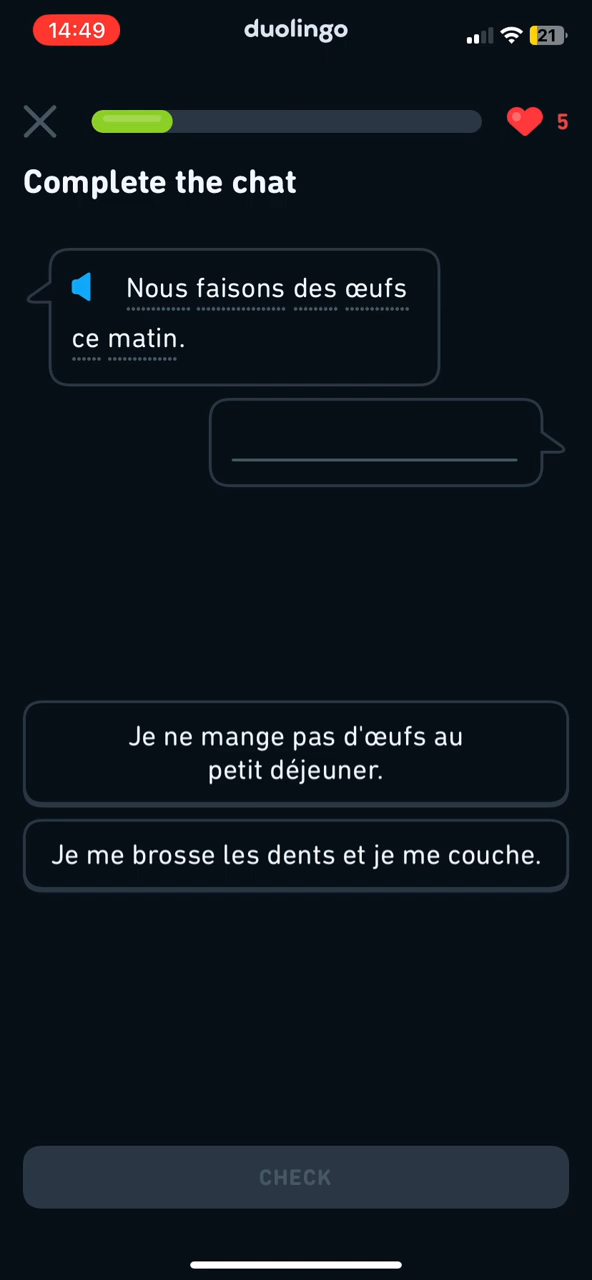 14:49
duolingo
21
5
Complete the chat
Nous faisons des œufs
ce matin.
Je ne mange pas d'œufs au
petit déjeuner.
Je me brosse les dents et je me couche.
CHECK